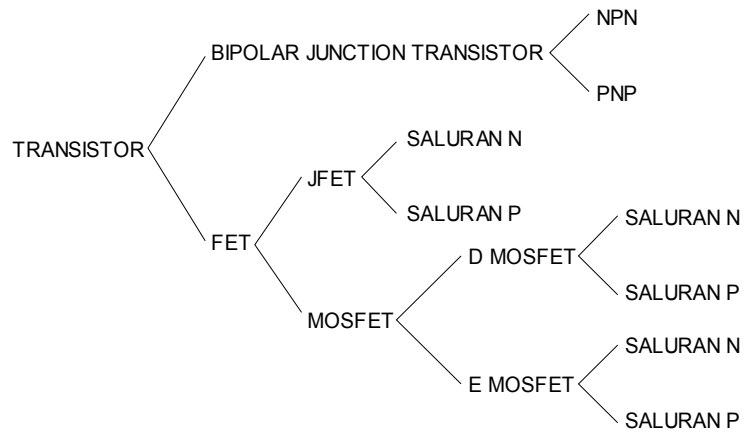 NPN
BIPOLAR JUNCTION TRANSISTOR
PNP
SALURAN N
TRANSISTOR
JFET
SALURAN P
SALURAN N
FET
D MOSFET
SALURAN P
MOSFET
SALURAN N
E MOSFET
SALURAN P